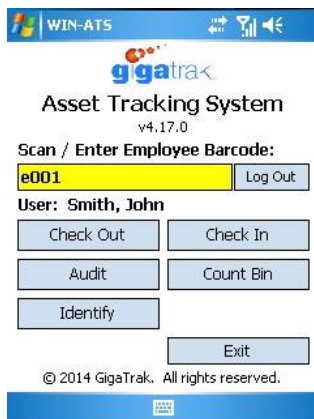 WIN-ATS
gigatrak
Asset Tracking System
v4.17.0
Scan / Enter Employee Barcode:
e001 Log Out
User: Smith, John
Check Out Check In
Audit Count Bin
Identify
Exit
© 2014 GigaTrak. All rights reserved.